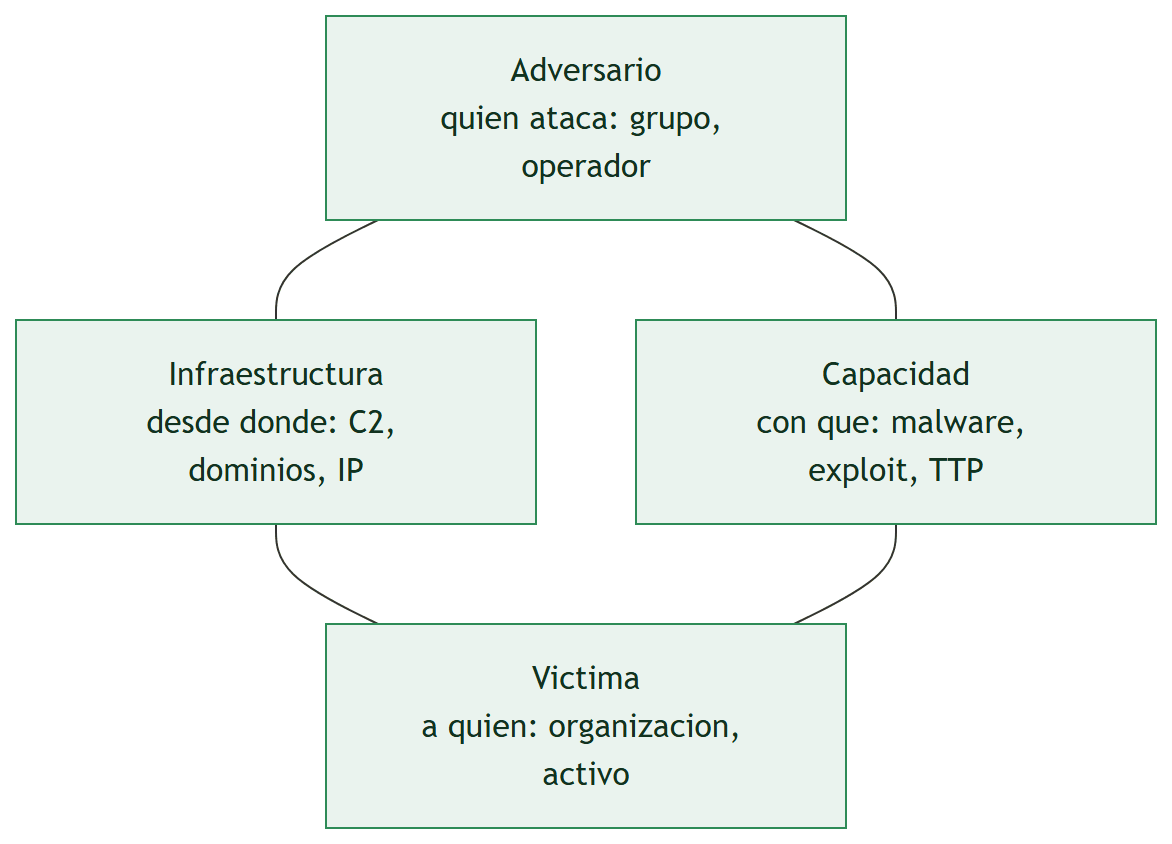 Adversario
quien ataca: grupo,
operador
Infraestructura
desde donde: C2,
dominios, IP
Capacidad
con que: malware,
exploit, TTP
Victima
a quien: organizacion,
activo